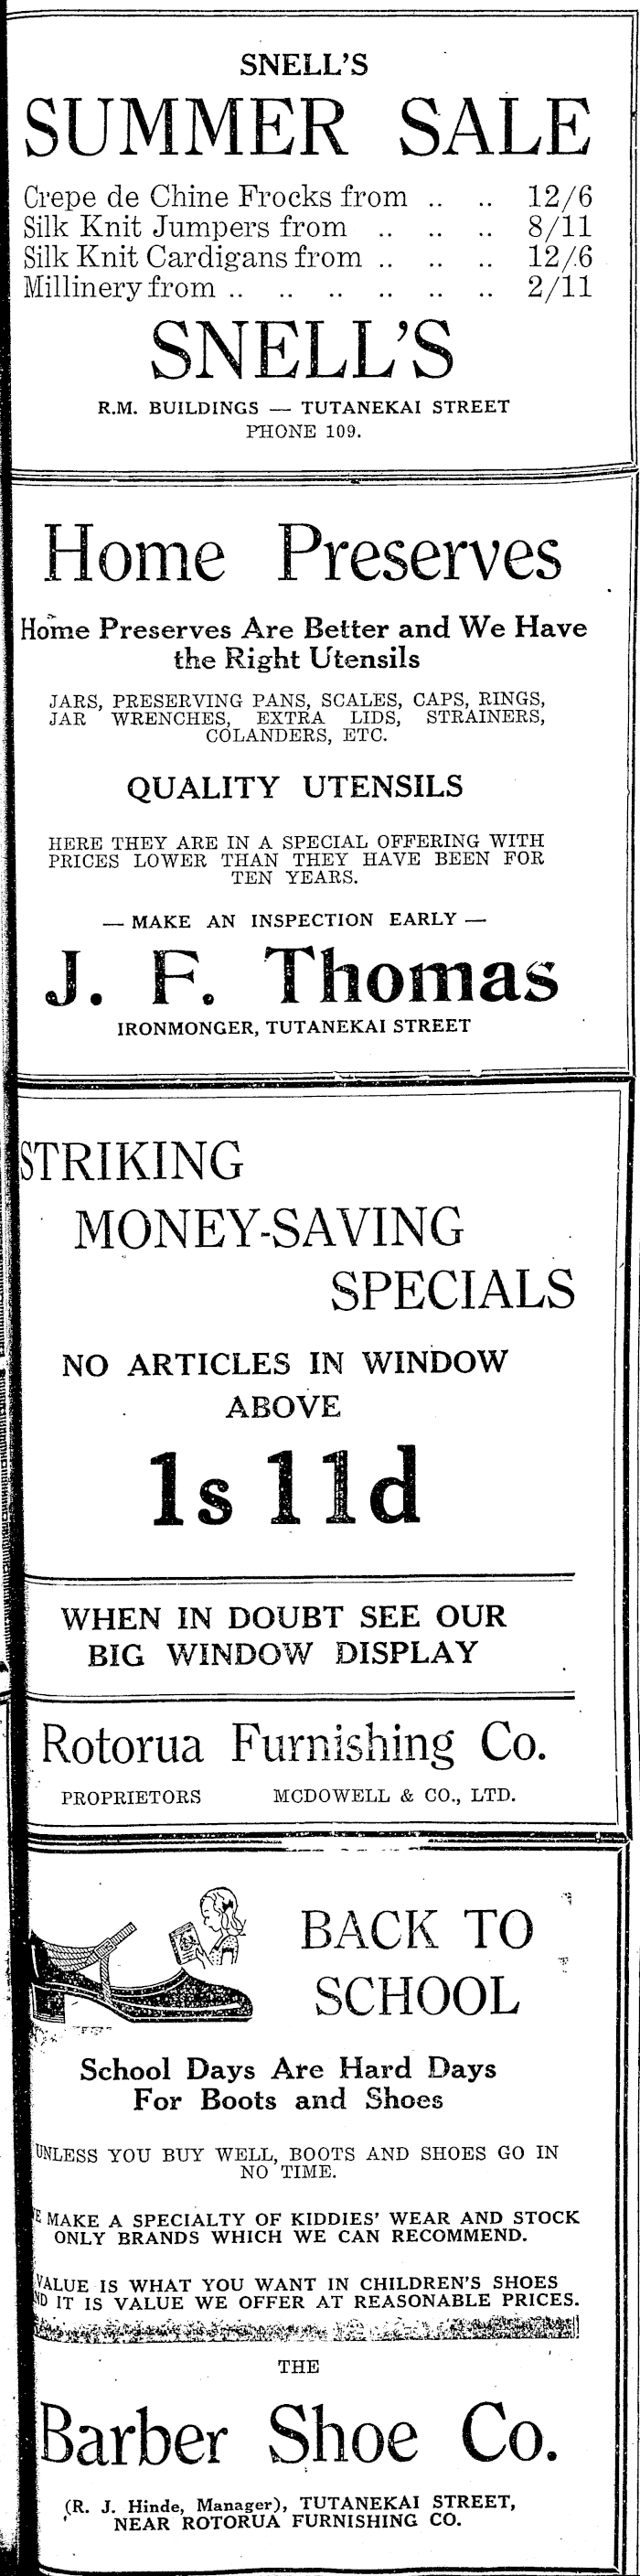 SNELL'S
SUMMER SALE
Crepe de Chine Frocks from .. .. 12/6
Silk Knit Jumpers from .. .. .. 8/11
Silk Knit Cardigans from .. .. .. 12/6
Millinery from .. .. .. .. .. .. 2/11
SNELL'S
R.M. BUILDINGS — TUTANEKAI STREET
PHONE 109.
Home Preserves
Home Preserves Are Better and We Have
the Right Utensils
JARS, PRESERVING PANS, SCALES, CAPS, RINGS,
JAR WRENCHES, EXTRA LIDS, STRAINERS,
COLANDERS, ETC.
QUALITY UTENSILS
HERE THEY ARE IN A SPECIAL OFFERING WITH
PRICES LOWER THAN THEY HAVE BEEN FOR
TEN YEARS.
— MAKE AN INSPECTION EARLY —
J. F. Thomas
IRONMONGER, TUTANEKAI STREET
STRIKING
MONEY-SAVING
SPECIALS
NO ARTICLES IN WINDOW
ABOVE
1s 11d
WHEN IN DOUBT SEE OUR
BIG WINDOW DISPLAY
Rotorua Furnishing Co.
PROPRIETORS MCDOWELL & CO., LTD.
BACK TO
SCHOOL
School Days Are Hard Days
For Boots and Shoes
UNLESS YOU BUY WELL, BOOTS AND SHOES GO IN
NO TIME.
E MAKE A SPECIALTY OF KIDDIES' WEAR AND STOCK
ONLY BRANDS WHICH WE CAN RECOMMEND.
VALUE IS WHAT YOU WANT IN CHILDREN'S SHOES
ND IT IS VALUE WE OFFER AT REASONABLE PRICES.
THE
Barber Shoe Co.
(R. J. Hinde, Manager), TUTANEKAI STREET,
NEAR ROTORUA FURNISHING CO.